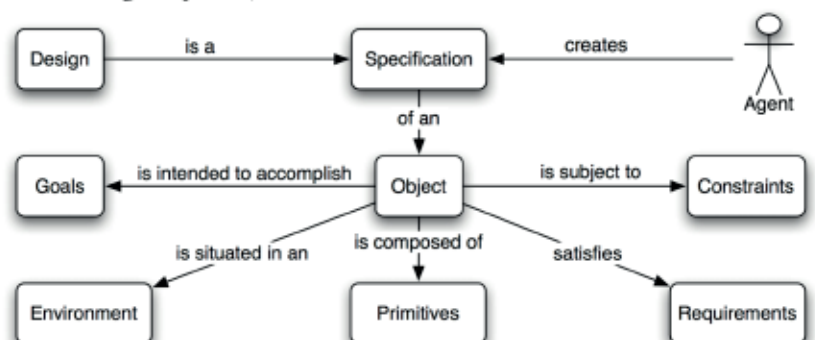 is a
creates
Design
Specification
Agent
of an
is intended to accomplish
is subject to
Goals
Object
Constraints
is situated in an
is composed of
satisfies
Environment
Primitives
Requirements